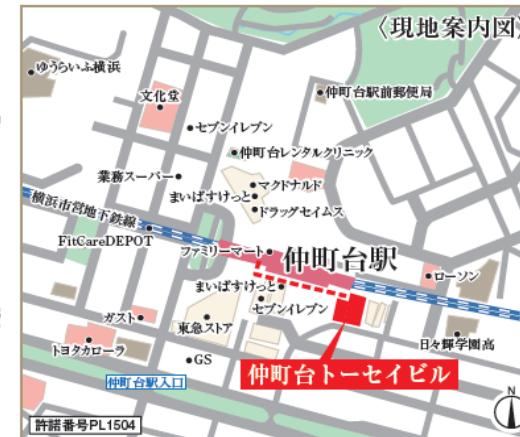 〈現地案内図〉
ゆうらいふ横浜
文化堂
仲町台駅前郵便局
セブンイレブン
仲町台レンタルクリニック
業務スーパー
マクドナルド
まいばすけっと
ドラッグセイムス
横浜市営地下鉄線
FitCareDEPOT
ファミリーマート
仲町台駅
まいばすけっと
ローソン
セブンイレブン
ガスト
東急ストア
日々輝学園高
トヨタカローラ
GS
仲町台トーセイビル
仲町台駅入口
N
許諾番号PL1504